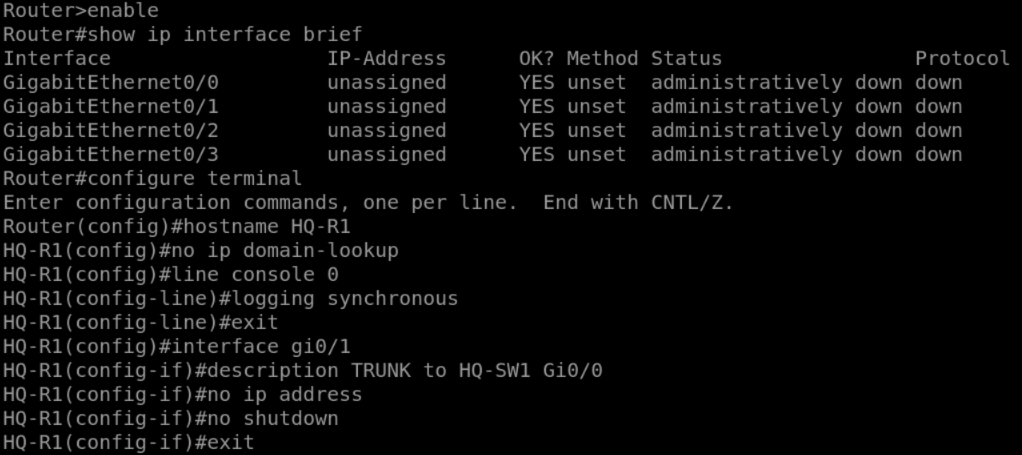 Router>enable
Router#show ip interface brief
Interface                  IP-Address      OK? Method Status                Protocol
GigabitEthernet0/0         unassigned      YES unset  administratively down down
GigabitEthernet0/1         unassigned      YES unset  administratively down down
GigabitEthernet0/2         unassigned      YES unset  administratively down down
GigabitEthernet0/3         unassigned      YES unset  administratively down down
Router#configure terminal
Enter configuration commands, one per line.  End with CNTL/Z.
Router(config)#hostname HQ-R1
HQ-R1(config)#no ip domain-lookup
HQ-R1(config)#line console 0
HQ-R1(config-line)#logging synchronous
HQ-R1(config-line)#exit
HQ-R1(config)#interface gi0/1
HQ-R1(config-if)#description TRUNK to HQ-SW1 Gi0/0
HQ-R1(config-if)#no ip address
HQ-R1(config-if)#no shutdown
HQ-R1(config-if)#exit